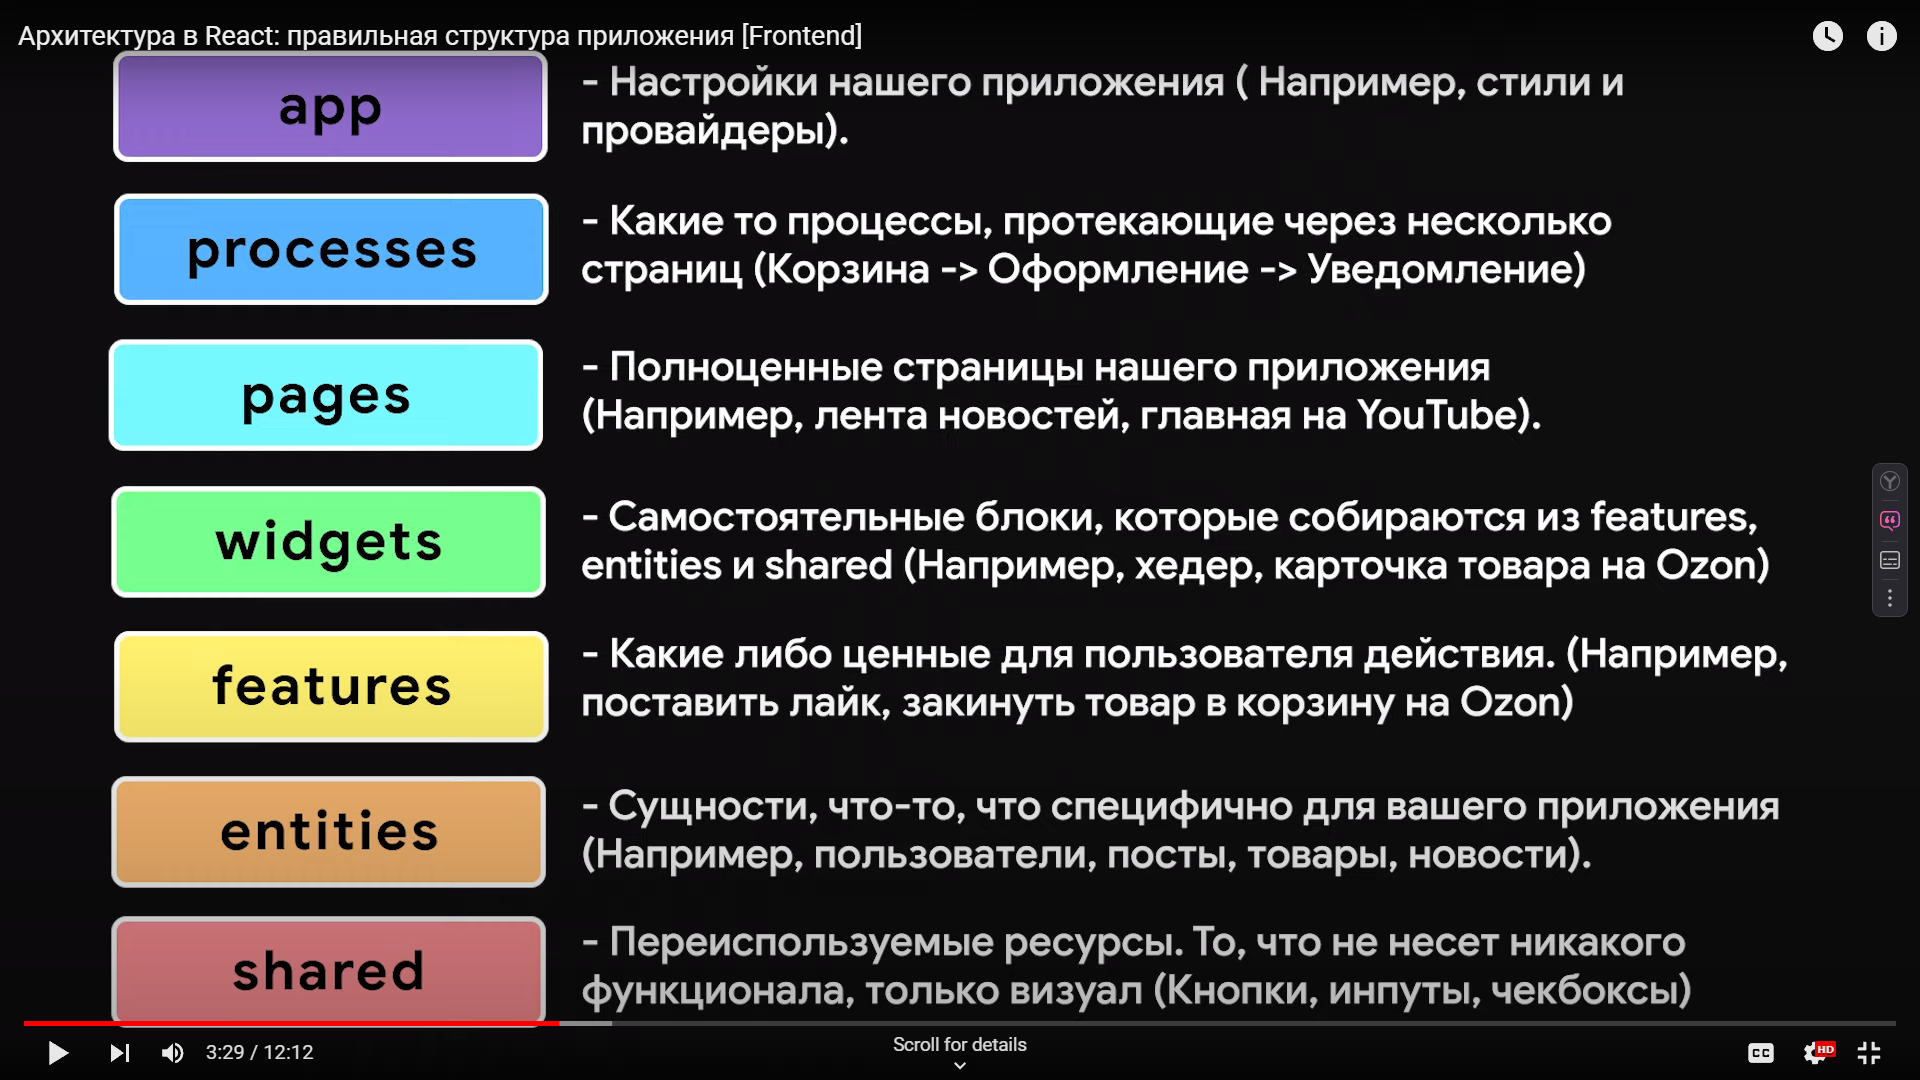 Архитектура в React: правильная структура приложения [Frontend]
app
- Настройки нашего приложения ( Например, стили и
провайдеры).
processes
- Какие то процессы, протекающие через несколько
страниц (Корзина -> Оформление -> Уведомление)
pages
- Полноценные страницы нашего приложения
(Например, лента новостей, главная на YouTube).
widgets
- Самостоятельные блоки, которые собираются из features,
entities и shared (Например, хедер, карточка товара на Ozon)
features
- Какие либо ценные для пользователя действия. (Например,
поставить лайк, закинуть товар в корзину на Ozon)
entities
- Сущности, что-то, что специфично для вашего приложения
(Например, пользователи, посты, товары, новости).
shared
- Переиспользуемые ресурсы. То, что не несет никакого
функционала, только визуал (Кнопки, инпуты, чекбоксы)
3:29 / 12:12
Scroll for details
CC
HD